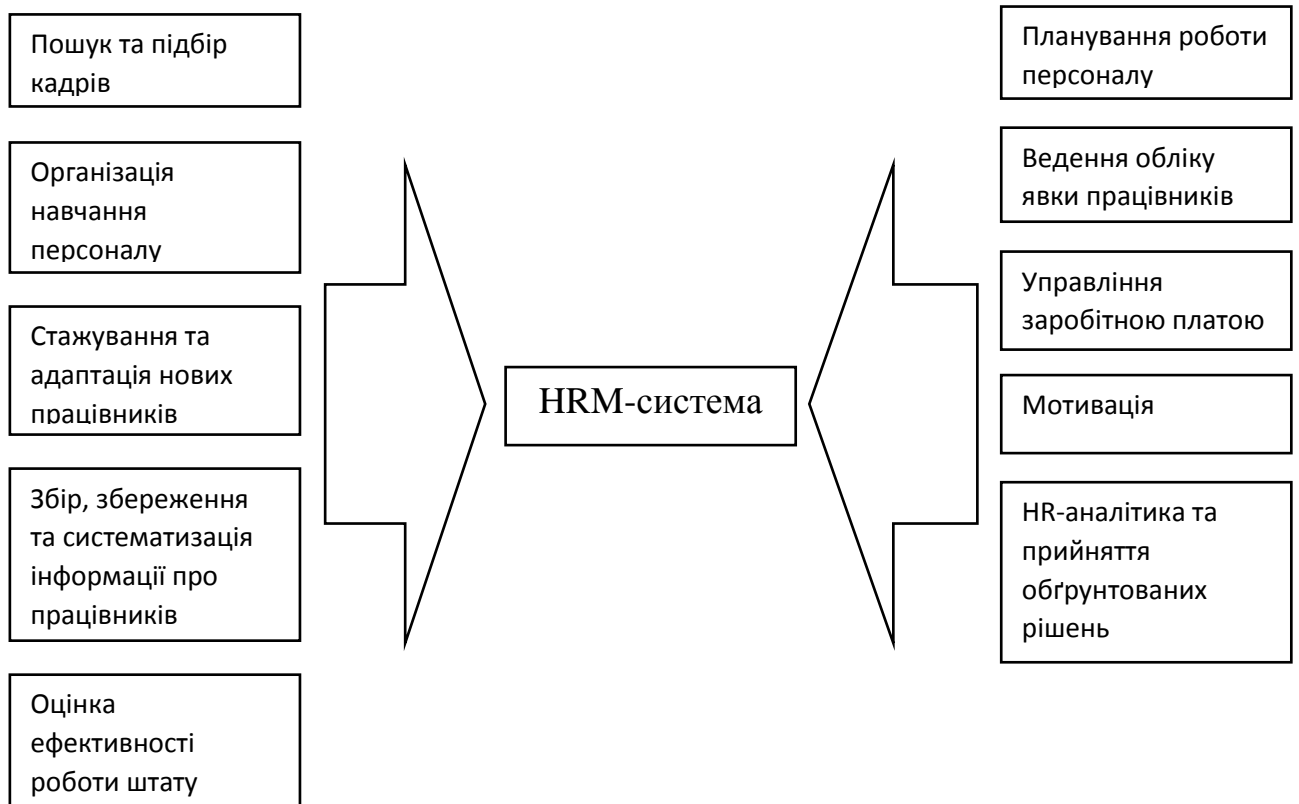 Пошук та підбір
кадрів
Організація
навчання
персоналу
Стажування та
адаптація нових
працівників
Збір, збереження
та систематизація
інформації про
працівників
Оцінка
ефективності
роботи штату
HRM-система
Планування роботи
персоналу
Ведення обліку
явки працівників
Управління
заробітною платою
Мотивація
HR-аналітика та
прийняття
обґрунтованих
рішень